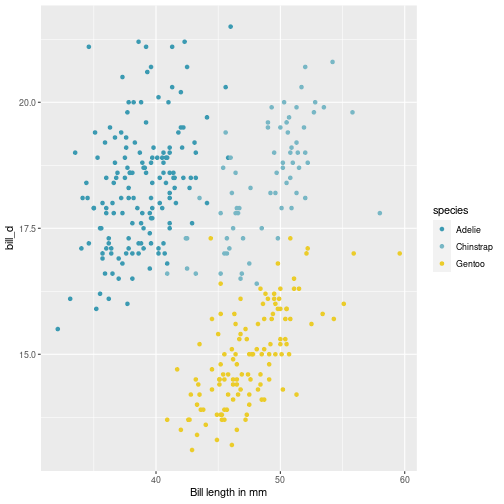 20.0
17.5
15.0
bill_d
40
50
60
Bill length in mm
species
Adelie
Chinstrap
Gentoo